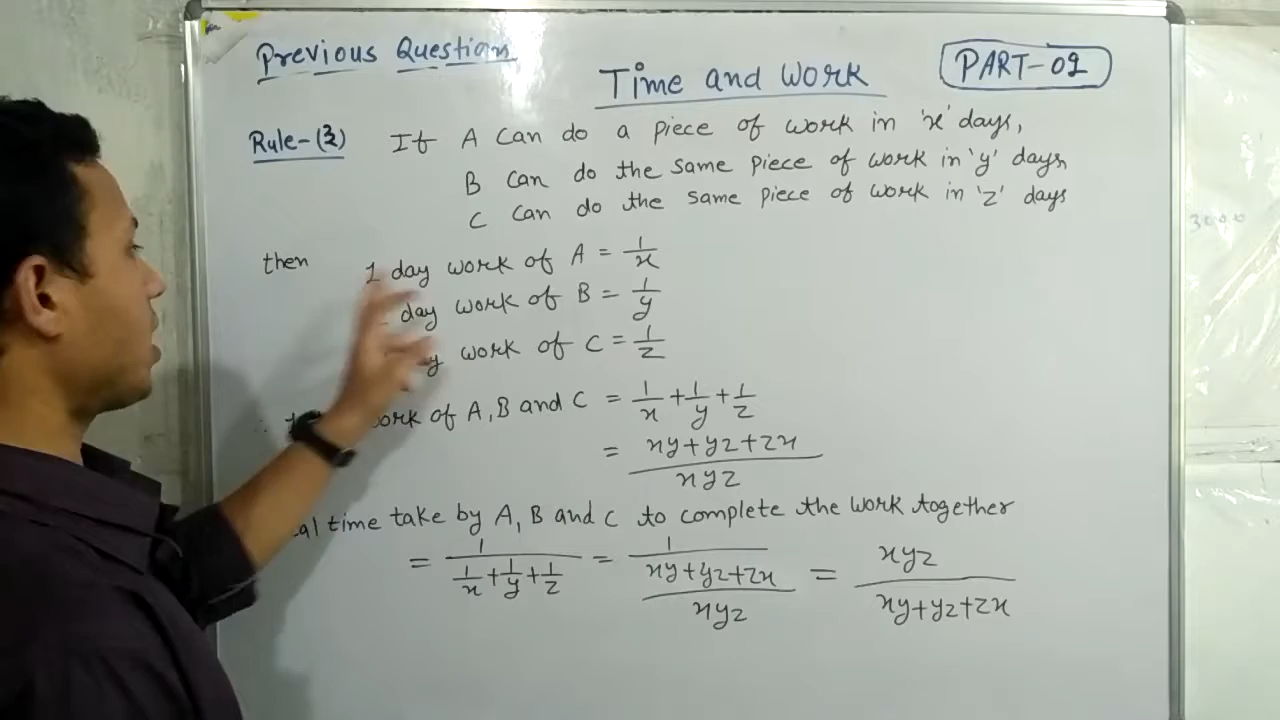 Previous Question
Time and Work
PART-02
Rule-(3) If A can do a piece of work in 'x' days,
B can do the same piece of work in 'y' days
C can do the same piece of work in 'z' days
then 1 day work of A = 1/x
day work of B = 1/y
work of C = 1/z
work of A, B and C = 1/x + 1/y + 1/z
= xy+yz+zx / xyz
time take by A, B and C to complete the work together
= 1 / (1/x + 1/y + 1/z) = 1 / (xy+yz+zx / xyz) = xyz / xy+yz+zx
3000